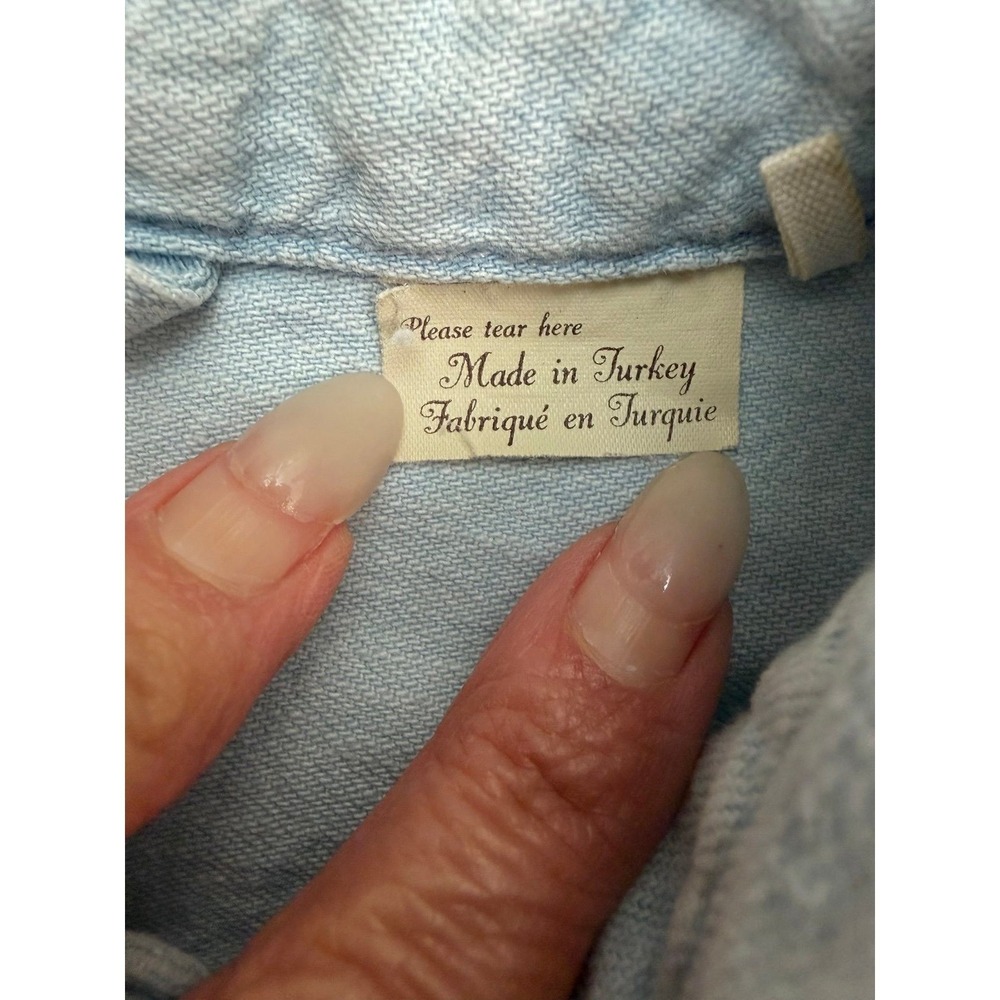 Please tear here
Made in Turkey
Fabriqué en Turquie